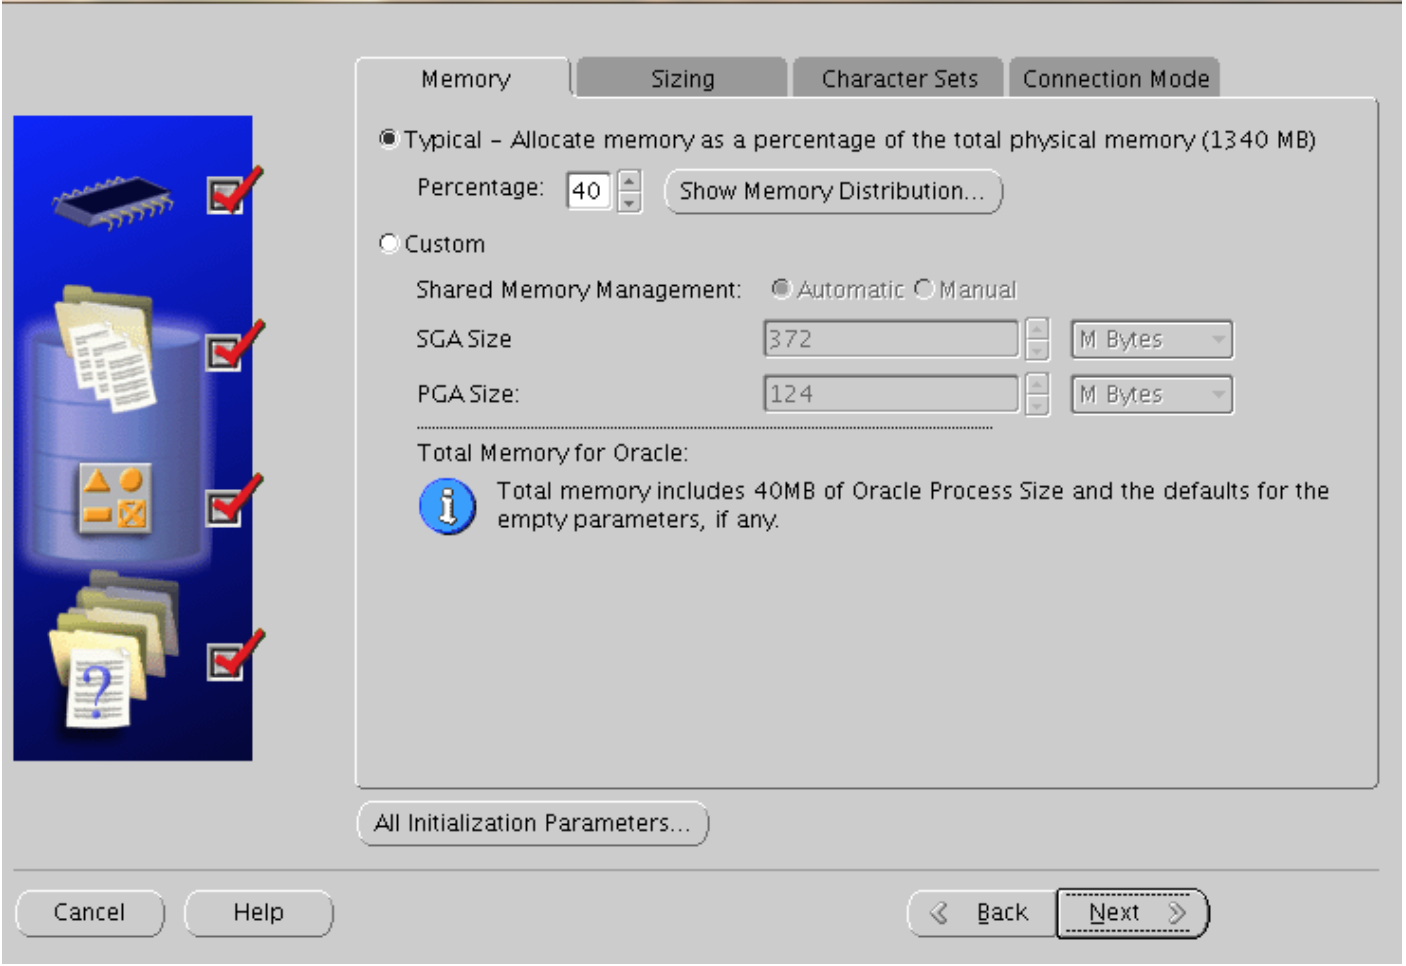 Memory
Sizing
Character Sets
Connection Mode
Typical – Allocate memory as a percentage of the total physical memory (1340 MB)
Percentage: 40 Show Memory Distribution...
Custom
Shared Memory Management: Automatic Manual
SGA Size 372 M Bytes
PGA Size: 124 M Bytes
Total Memory for Oracle:
Total memory includes 40MB of Oracle Process Size and the defaults for the
empty parameters, if any.
All Initialization Parameters...
Cancel
Help
Back
Next